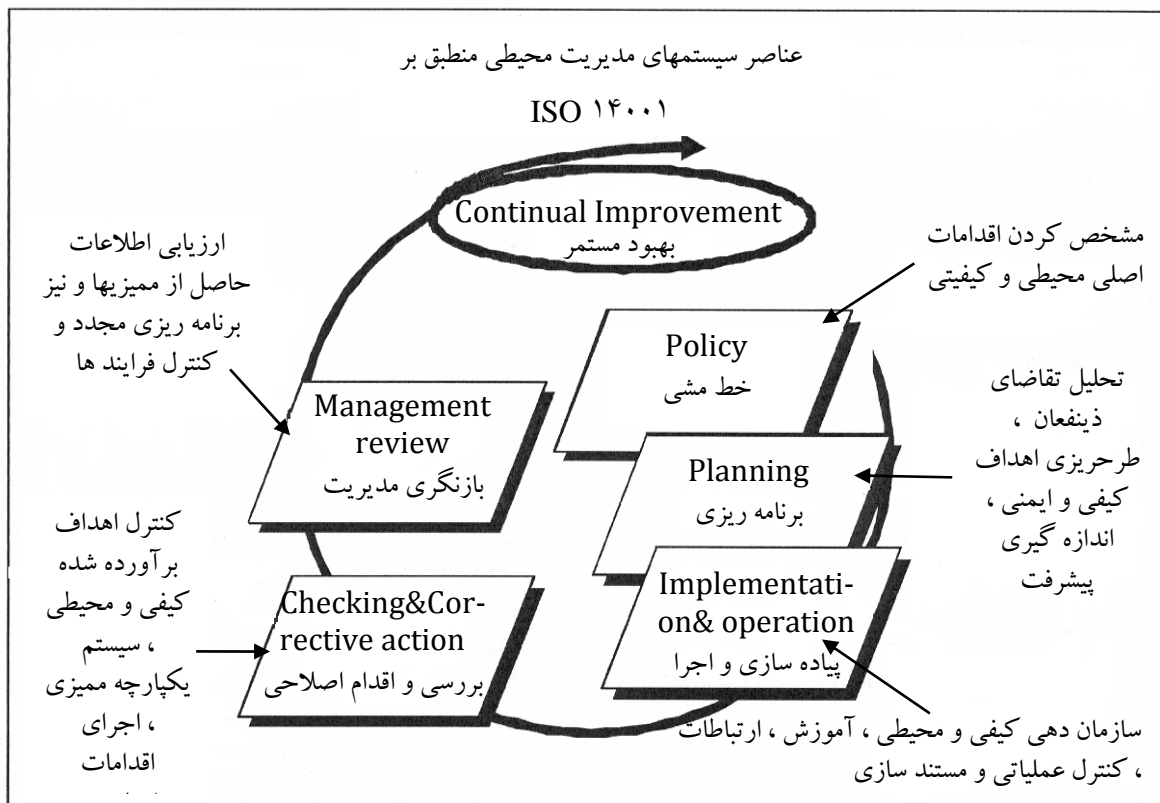 عناصر سیستمهای مدیریت محیطی منطبق بر
ISO ۱۴۰۰۱
Continual Improvement
بهبود مستمر
مشخص کردن اقدامات
اصلی محیطی و کیفیتی
Policy
خط مشی
تحلیل تقاضای
ذینفعان ،
طرحریزی اهداف
کیفی و ایمنی ،
اندازه گیری
پیشرفت
Planning
برنامه ریزی
Implementati-
on& operation
پیاده سازی و اجرا
سازمان دهی کیفی و محیطی ، آموزش ، ارتباطات
، کنترل عملیاتی و مستند سازی
Checking&Cor-
rective action
بررسی و اقدام اصلاحی
کنترل اهداف
برآورده شده
کیفی و محیطی
، سیستم
یکپارچه ممیزی
، اجرای
اقدامات
Management
review
بازنگری مدیریت
ارزیابی اطلاعات
حاصل از ممیزیها و نیز
برنامه ریزی مجدد و
کنترل فرایند ها